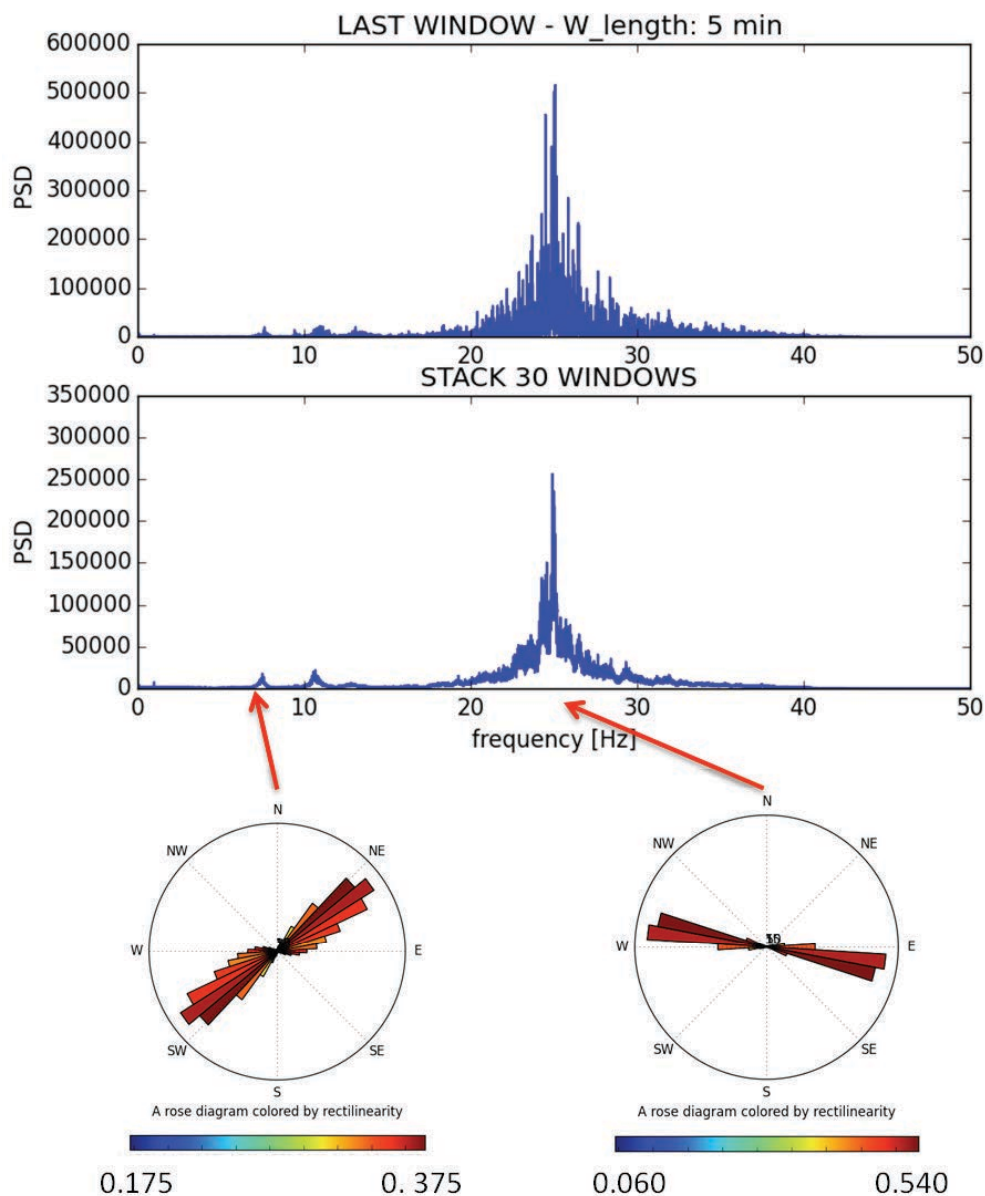 LAST WINDOW - W_length: 5 min
600000
500000
400000
300000
200000
100000
0
PSD
0 10 20 30 40 50
STACK 30 WINDOWS
350000
300000
250000
200000
150000
100000
50000
0
PSD
0 10 20 30 40 50
frequency [Hz]
N
NW NE
W E
SW SE
S
A rose diagram colored by rectilinearity
0.175 0. 375
N
NW NE
W E
SW SE
S
A rose diagram colored by rectilinearity
0.060 0.540